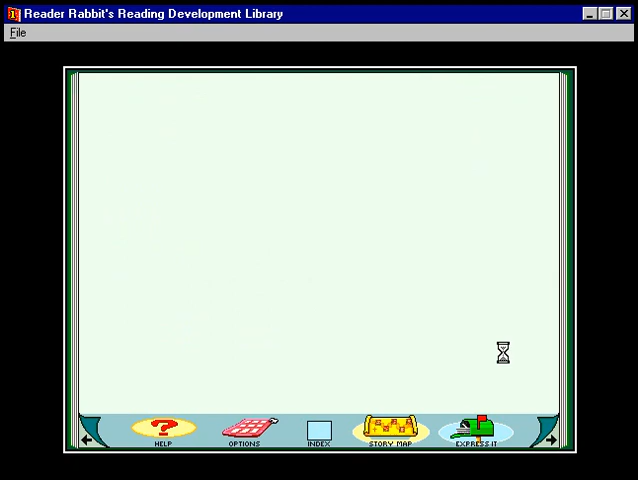 Reader Rabbit's Reading Development Library
File
?
HELP
OPTIONS
INDEX
STORY MAP
EXPRESS IT